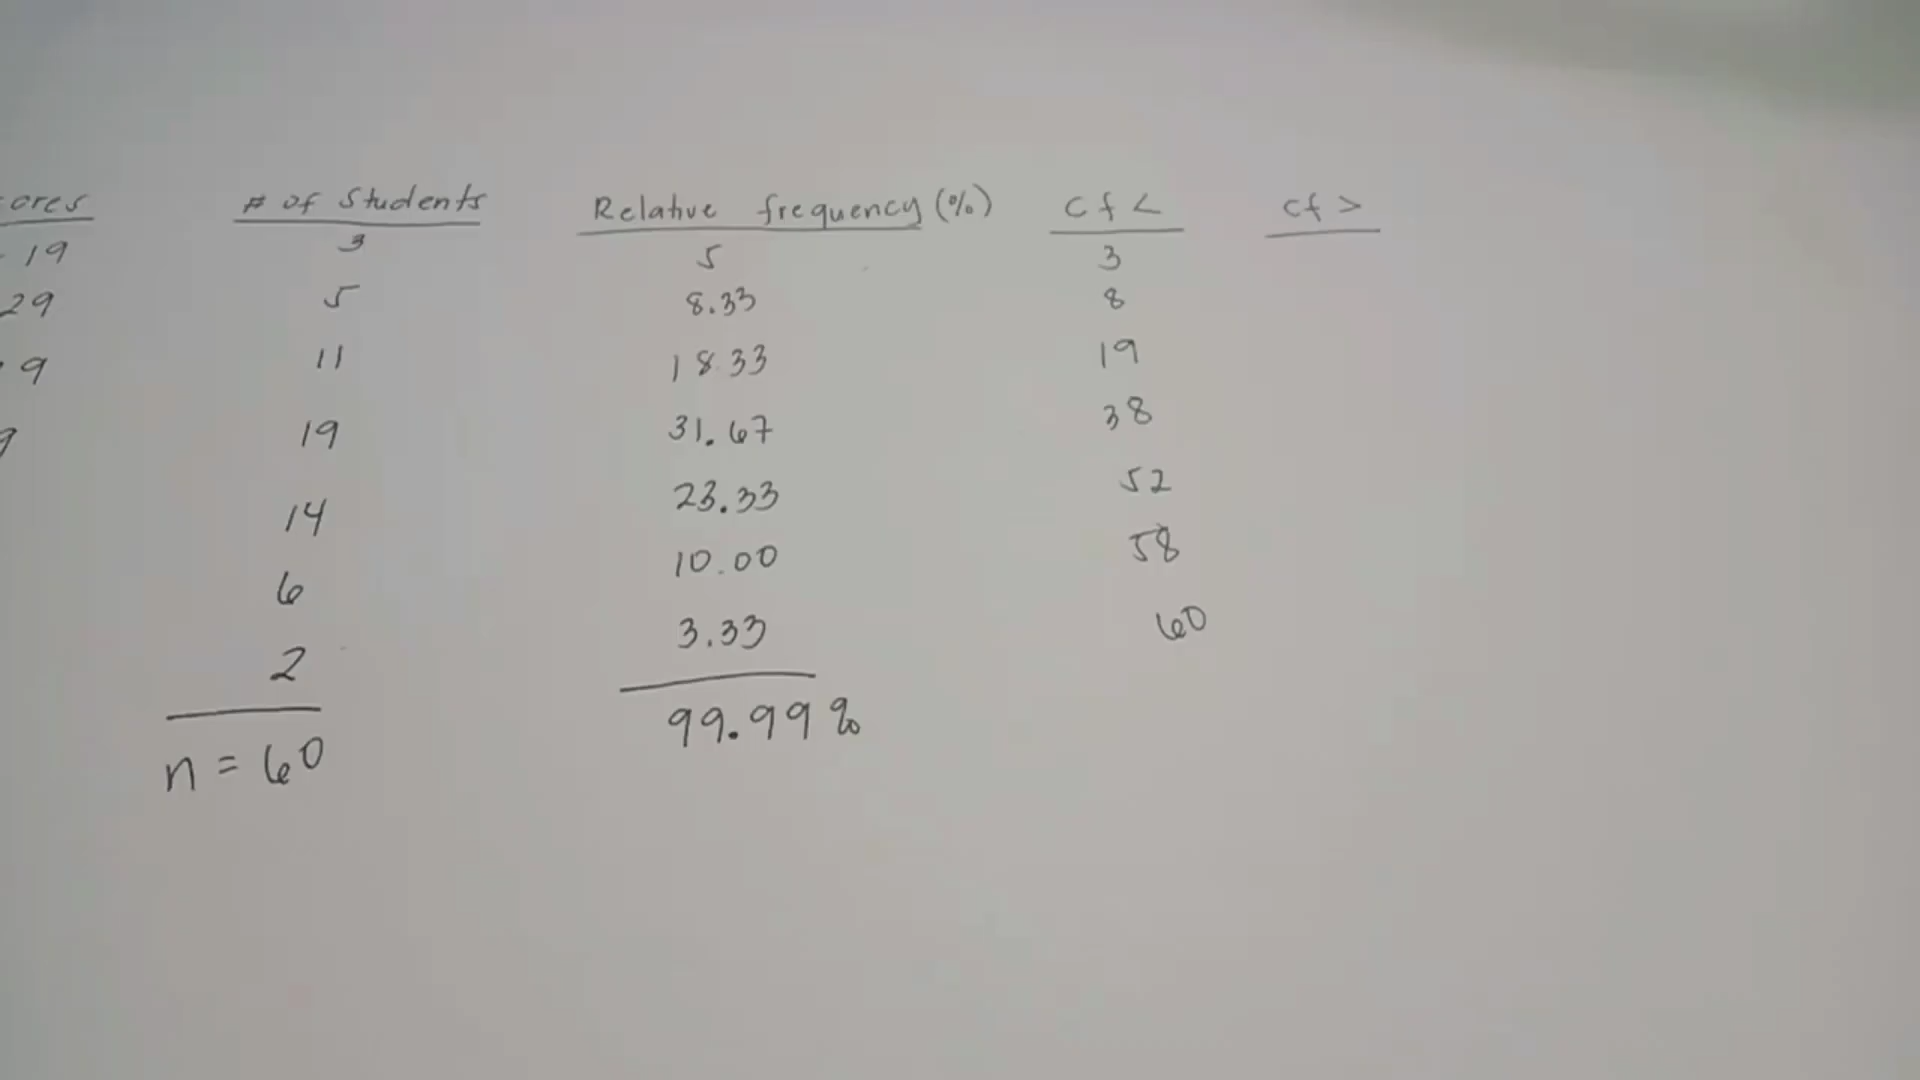 ores # of Students Relative frequency (%) cf < cf >
- 19 3 5 3
29 5 8.33 8
9 11 18.33 19
9 19 31.67 38
14 23.33 52
6 10.00 58
2 3.33 60
n = 60 99.99%